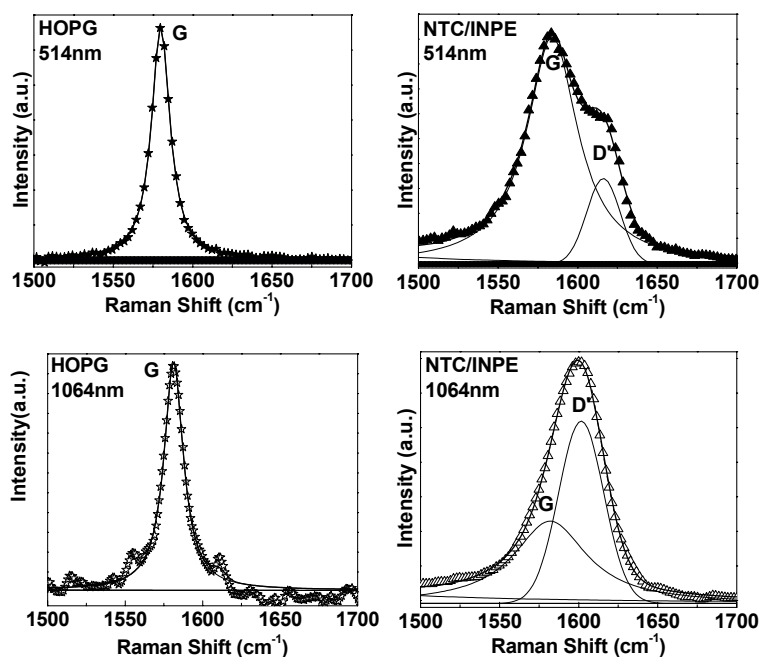 HOPG
514nm
G
Intensity (a.u.)
1500 1550 1600 1650 1700
Raman Shift (cm-1)
NTC/INPE
514nm
G
D'
Intensity (a.u.)
1500 1550 1600 1650 1700
Raman Shift (cm-1)
HOPG
1064nm
G
Intensity(a.u.)
1500 1550 1600 1650 1700
Raman Shift (cm-1)
NTC/INPE
1064nm
D'
G
Intensity (a.u.)
1500 1550 1600 1650 1700
Raman Shift (cm-1)